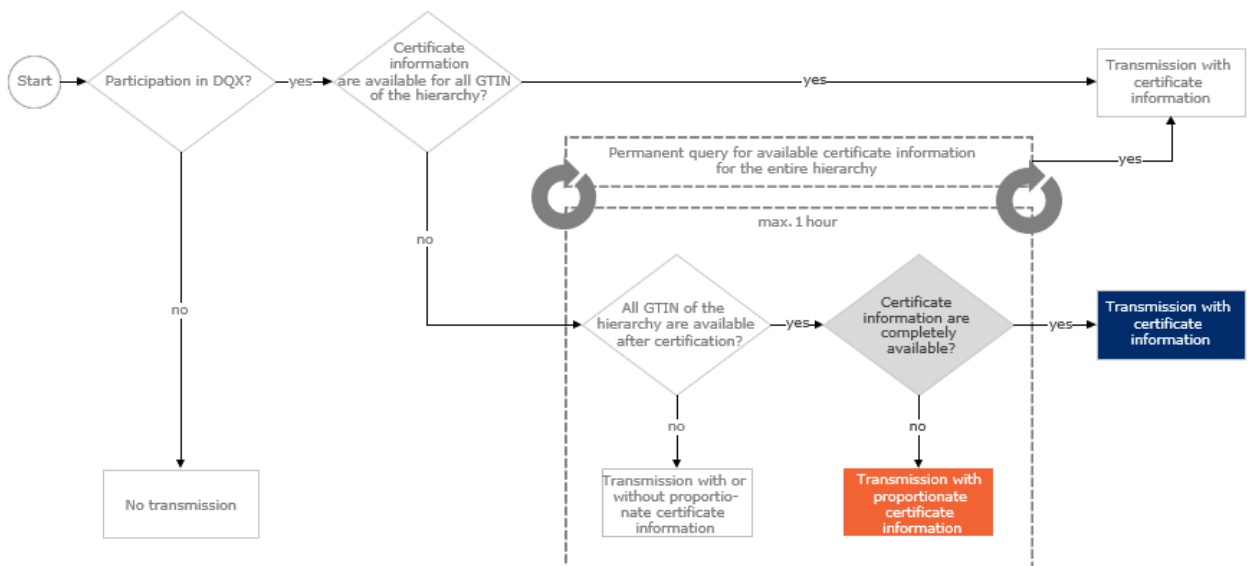 Start
Participation in DQX?
yes
Certificate
information
are available for all GTIN
of the hierarchy?
yes
Transmission with
certificate
information
Permanent query for available certificate information
for the entire hierarchy
yes
max. 1 hour
no
no
All GTIN of the
hierarchy are available
after certification?
yes
Certificate
information are
completely
available?
yes
Transmission with
certificate
information
no
no
No transmission
Transmission with or
without proportio-
nate certificate
information
Transmission with
proportionate
certificate
information